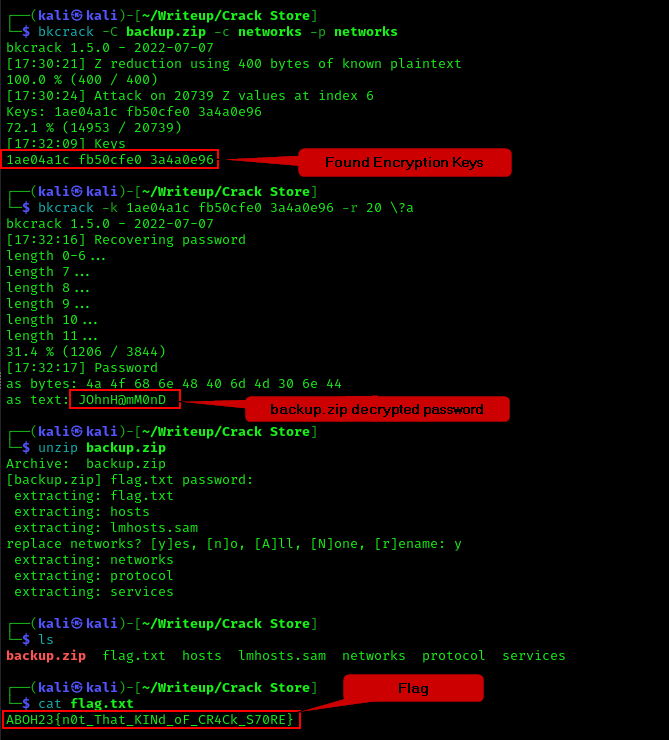 ┌──(kali㉿kali)-[~/Writeup/Crack Store]
└─$ bkcrack -C backup.zip -c networks -p networks
bkcrack 1.5.0 - 2022-07-07
[17:30:21] Z reduction using 400 bytes of known plaintext
100.0 % (400 / 400)
[17:30:24] Attack on 20739 Z values at index 6
Keys: 1ae04a1c fb50cfe0 3a4a0e96
72.1 % (14953 / 20739)
[17:32:09] Keys
1ae04a1c fb50cfe0 3a4a0e96
Found Encryption Keys
┌──(kali㉿kali)-[~/Writeup/Crack Store]
└─$ bkcrack -k 1ae04a1c fb50cfe0 3a4a0e96 -r 20 \?a
bkcrack 1.5.0 - 2022-07-07
[17:32:16] Recovering password
length 0-6...
length 7...
length 8...
length 9...
length 10...
length 11...
31.4 % (1206 / 3844)
[17:32:17] Password
as bytes: 4a 4f 68 6e 48 40 6d 4d 30 6e 44
as text: JOhnH@mM0nD
backup.zip decrypted password
┌──(kali㉿kali)-[~/Writeup/Crack Store]
└─$ unzip backup.zip
Archive:  backup.zip
[backup.zip] flag.txt password:
 extracting: flag.txt
 extracting: hosts
 extracting: lmhosts.sam
replace networks? [y]es, [n]o, [A]ll, [N]one, [r]ename: y
 extracting: networks
 extracting: protocol
 extracting: services
┌──(kali㉿kali)-[~/Writeup/Crack Store]
└─$ ls
backup.zip  flag.txt  hosts  lmhosts.sam  networks  protocol  services
┌──(kali㉿kali)-[~/Writeup/Crack Store]
Flag
└─$ cat flag.txt
ABOH23{n0t_That_KINd_oF_CR4Ck_S70RE}